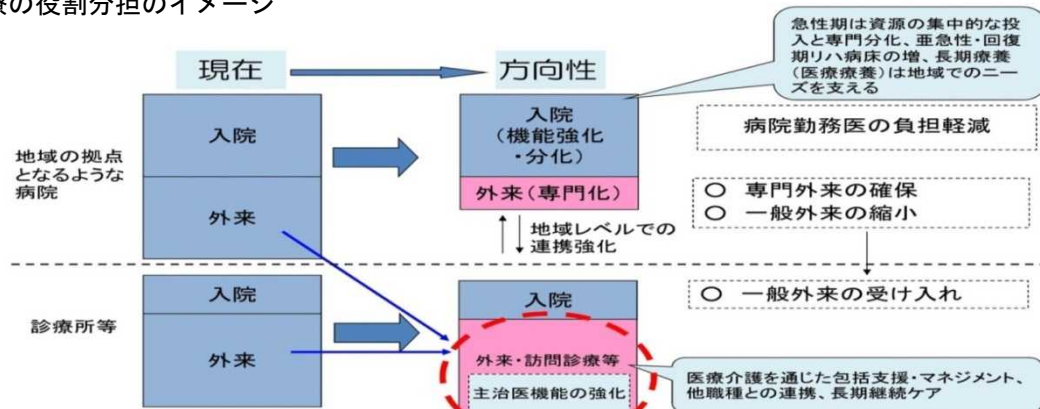 療の役割分担のイメージ
現在
方向性
急性期は資源の集中的な投
入と専門分化、亜急性・回復
期リハ病床の増、長期療養
(医療療養)は地域でのニー
ズを支える
地域の拠点
となるような
病院
入院
外来
入院
(機能強化
・分化)
外来(専門化)
病院勤務医の負担軽減
○ 専門外来の確保
○ 一般外来の縮小
地域レベルでの
連携強化
診療所等
入院
外来
入院
外来・訪問診療等
主治医機能の強化
○ 一般外来の受け入れ
医療介護を通じた包括支援・マネジメント、
他職種との連携、長期継続ケア